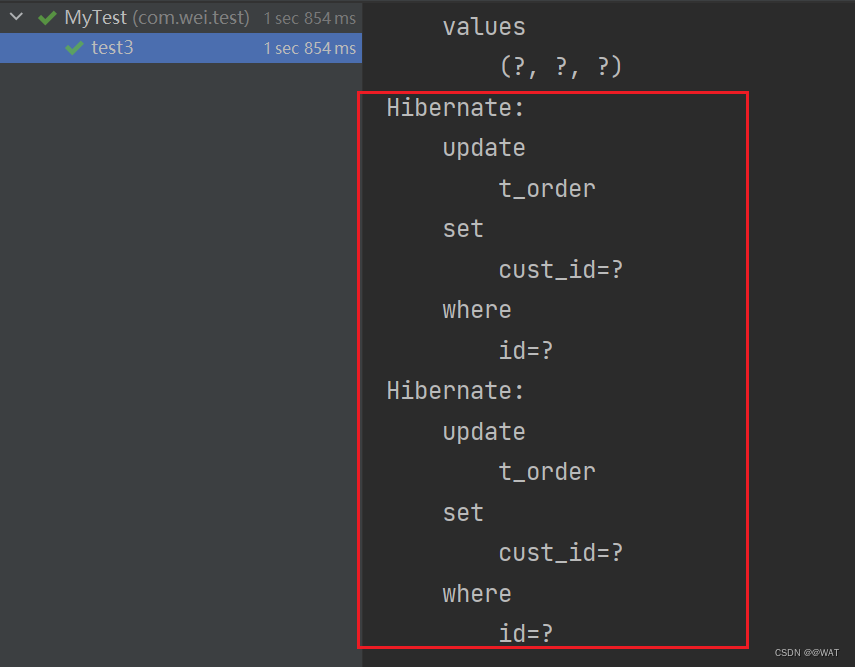 MyTest (com.wei.test) 1 sec 854 ms
test3 1 sec 854 ms
values
(?, ?, ?)
Hibernate:
update
t_order
set
cust_id=?
where
id=?
Hibernate:
update
t_order
set
cust_id=?
where
id=?
CSDN @@WAT